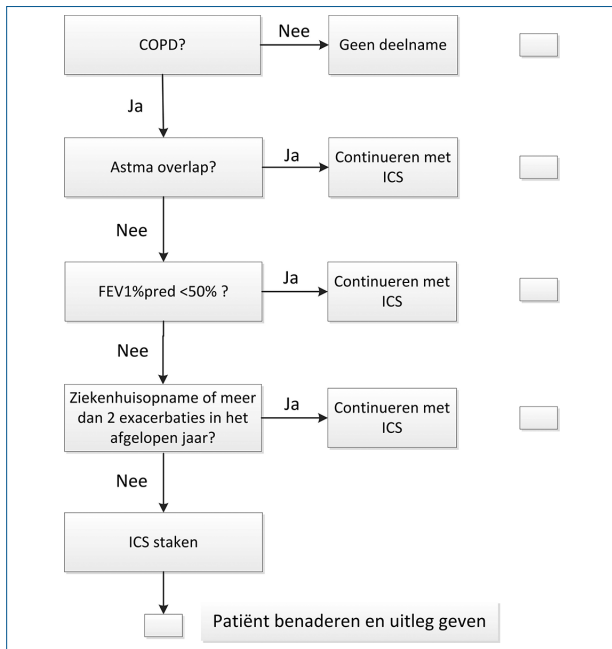 COPD?
Nee
Geen deelname
Ja
Astma overlap?
Ja
Continueren met
ICS
Nee
FEV1%pred <50% ?
Ja
Continueren met
ICS
Nee
Ziekenhuisopname of meer
dan 2 exacerbaties in het
afgelopen jaar?
Ja
Continueren met
ICS
Nee
ICS staken
Patiënt benaderen en uitleg geven